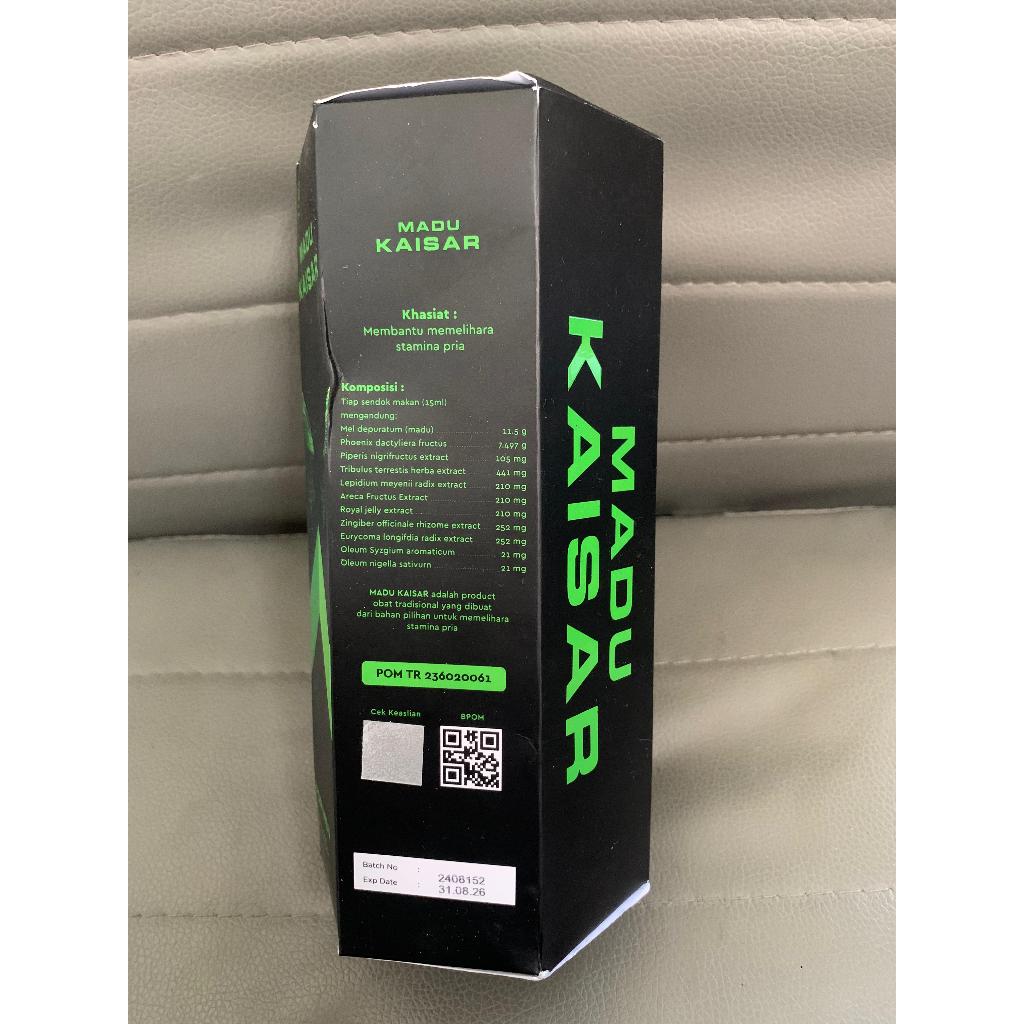 MADU
KAISAR
MADU
KAISAR
Khasiat :
Membantu memelihara
stamina pria
Komposisi :
Tiap sendok makan (15ml)
mengandung:
Mel depuratum (madu) 11.5 g
Phoenix dactyliera fructus 7.497 g
Piperis nigrifructus extract 105 mg
Tribulus terrestis herba extract 441 mg
Lepidium meyenii radix extract 210 mg
Areca Fructus Extract 210 mg
Royal jelly extract 210 mg
Zingiber officinale rhizome extract 252 mg
Eurycoma longifdia radix extract 252 mg
Oleum Syzgium aromaticum 21 mg
Oleum nigella sativurn 21 mg
MADU KAISAR adalah product
obat tradisional yang dibuat
dari bahan pilihan untuk memelihara
stamina pria
POM TR 236020061
Cek Keaslian
BPOM
Batch No : 2408152
Exp Date : 31.08.26
MADU
KAISAR